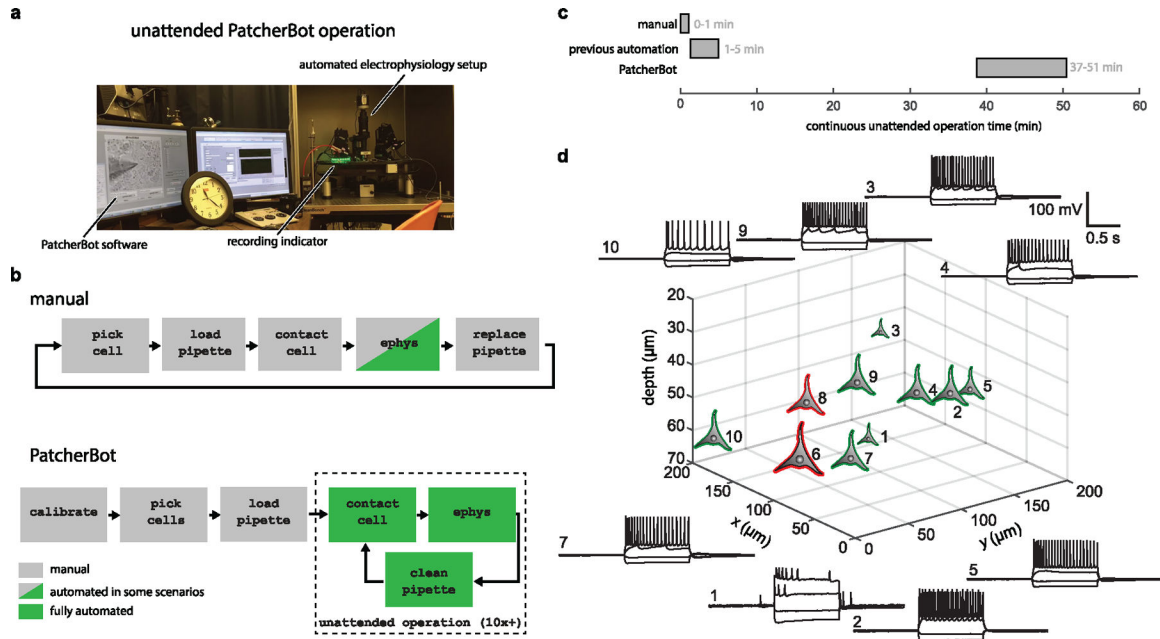 a
unattended PatcherBot operation
automated electrophysiology setup
PatcherBot software
recording indicator
b
manual
pick cell
load pipette
contact cell
ephys
replace pipette
PatcherBot
calibrate
pick cells
load pipette
contact cell
ephys
clean pipette
unattended operation (10x+)
manual
automated in some scenarios
fully automated
c
manual
0-1 min
previous automation
1-5 min
PatcherBot
37-51 min
0 10 20 30 40 50 60
continuous unattended operation time (min)
d
3
100 mV
0.5 s
9
10
4
20
30
40
50
60
70
depth (μm)
200
150
100
50
0
x (μm)
0
50
100
150
200
y (μm)
3
9
8
4
2
5
10
6
7
1
7
5
1
2